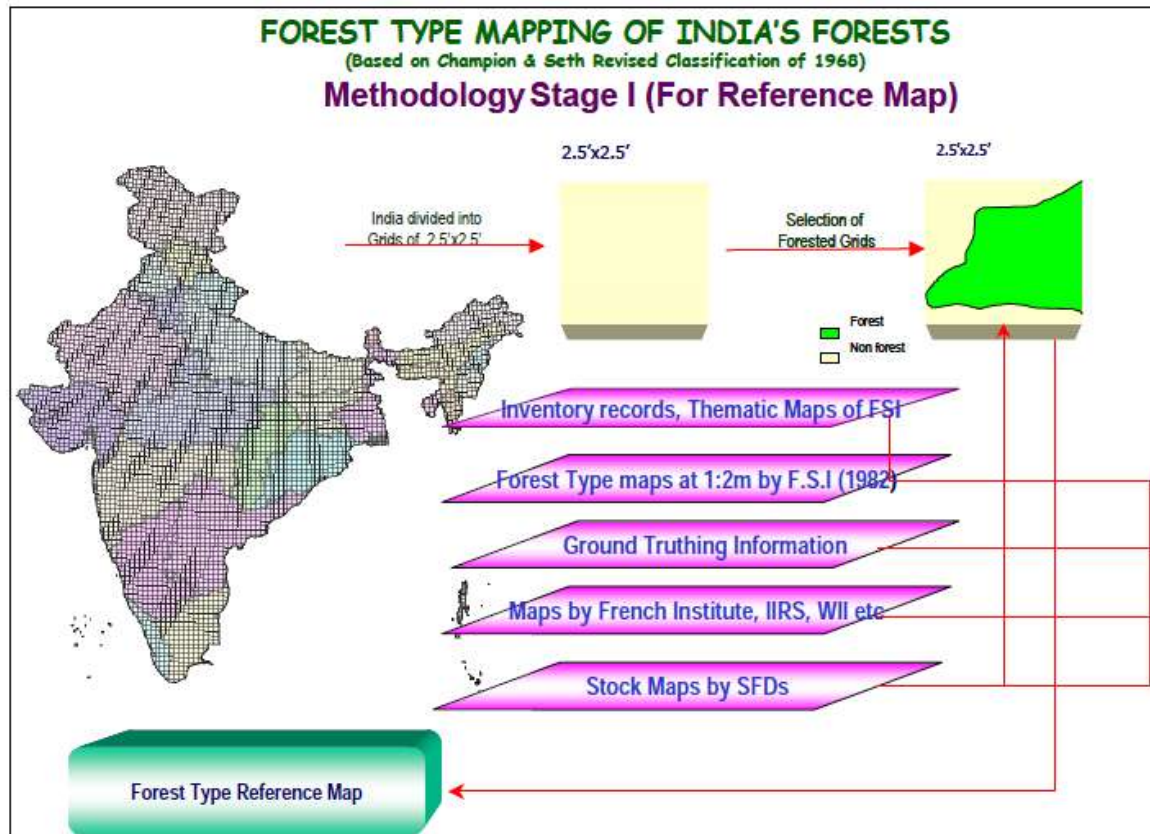 FOREST TYPE MAPPING OF INDIA'S FORESTS
(Based on Champion & Seth Revised Classification of 1968)
Methodology Stage I (For Reference Map)
2.5'x2.5'
2.5'x2.5'
India divided into
Grids of 2.5'x2.5'
Selection of
Forested Grids
Forest
Non forest
Inventory records, Thematic Maps of FSI
Forest Type maps at 1:2m by F.S.I (1982)
Ground Truthing Information
Maps by French Institute, IIRS, WII etc
Stock Maps by SFDs
Forest Type Reference Map